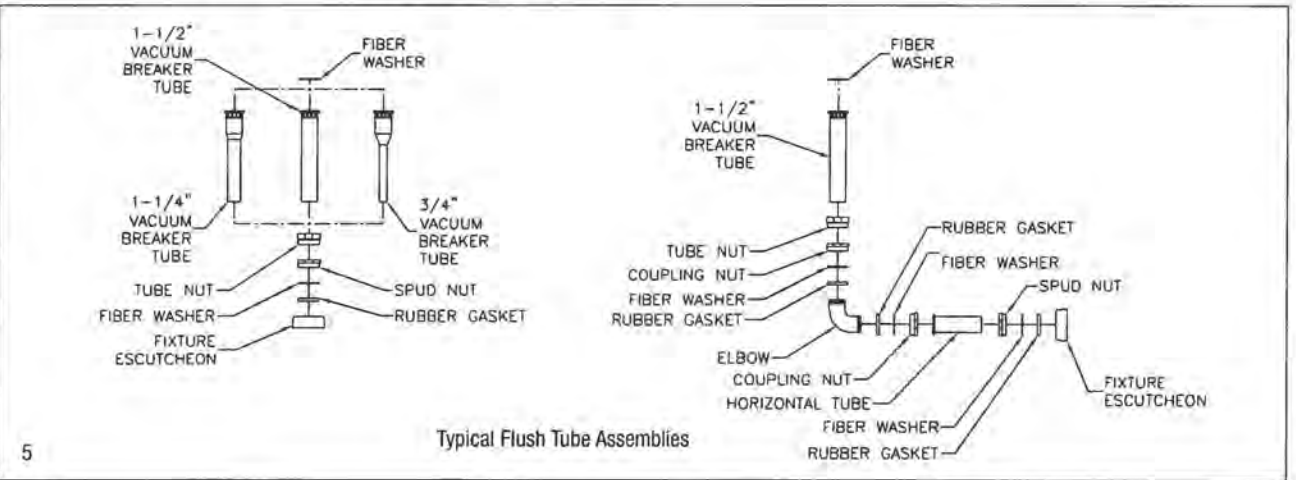 1-1/2"
VACUUM
BREAKER
TUBE
FIBER
WASHER
1-1/4"
VACUUM
BREAKER
TUBE
3/4"
VACUUM
BREAKER
TUBE
TUBE NUT
SPUD NUT
FIBER WASHER
RUBBER GASKET
FIXTURE
ESCUTCHEON
FIBER
WASHER
1-1/2"
VACUUM
BREAKER
TUBE
TUBE NUT
COUPLING NUT
FIBER WASHER
RUBBER GASKET
ELBOW
RUBBER GASKET
FIBER WASHER
SPUD NUT
COUPLING NUT
HORIZONTAL TUBE
FIBER WASHER
RUBBER GASKET
FIXTURE
ESCUTCHEON
Typical Flush Tube Assemblies
5